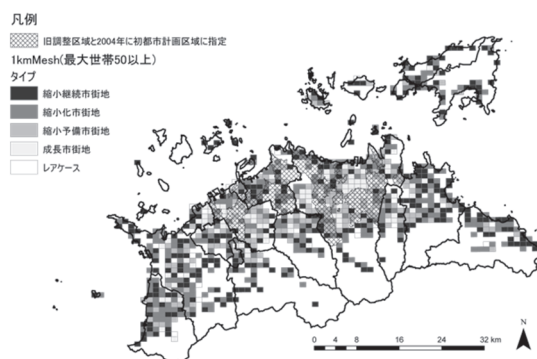 凡例
旧調整区域と2004年に初都市計画区域に指定
1kmMesh(最大世帯50以上)
タイプ
縮小継続市街地
縮小化市街地
縮小予備市街地
成長市街地
レアケース
N
0 4 8 16 24 32 km